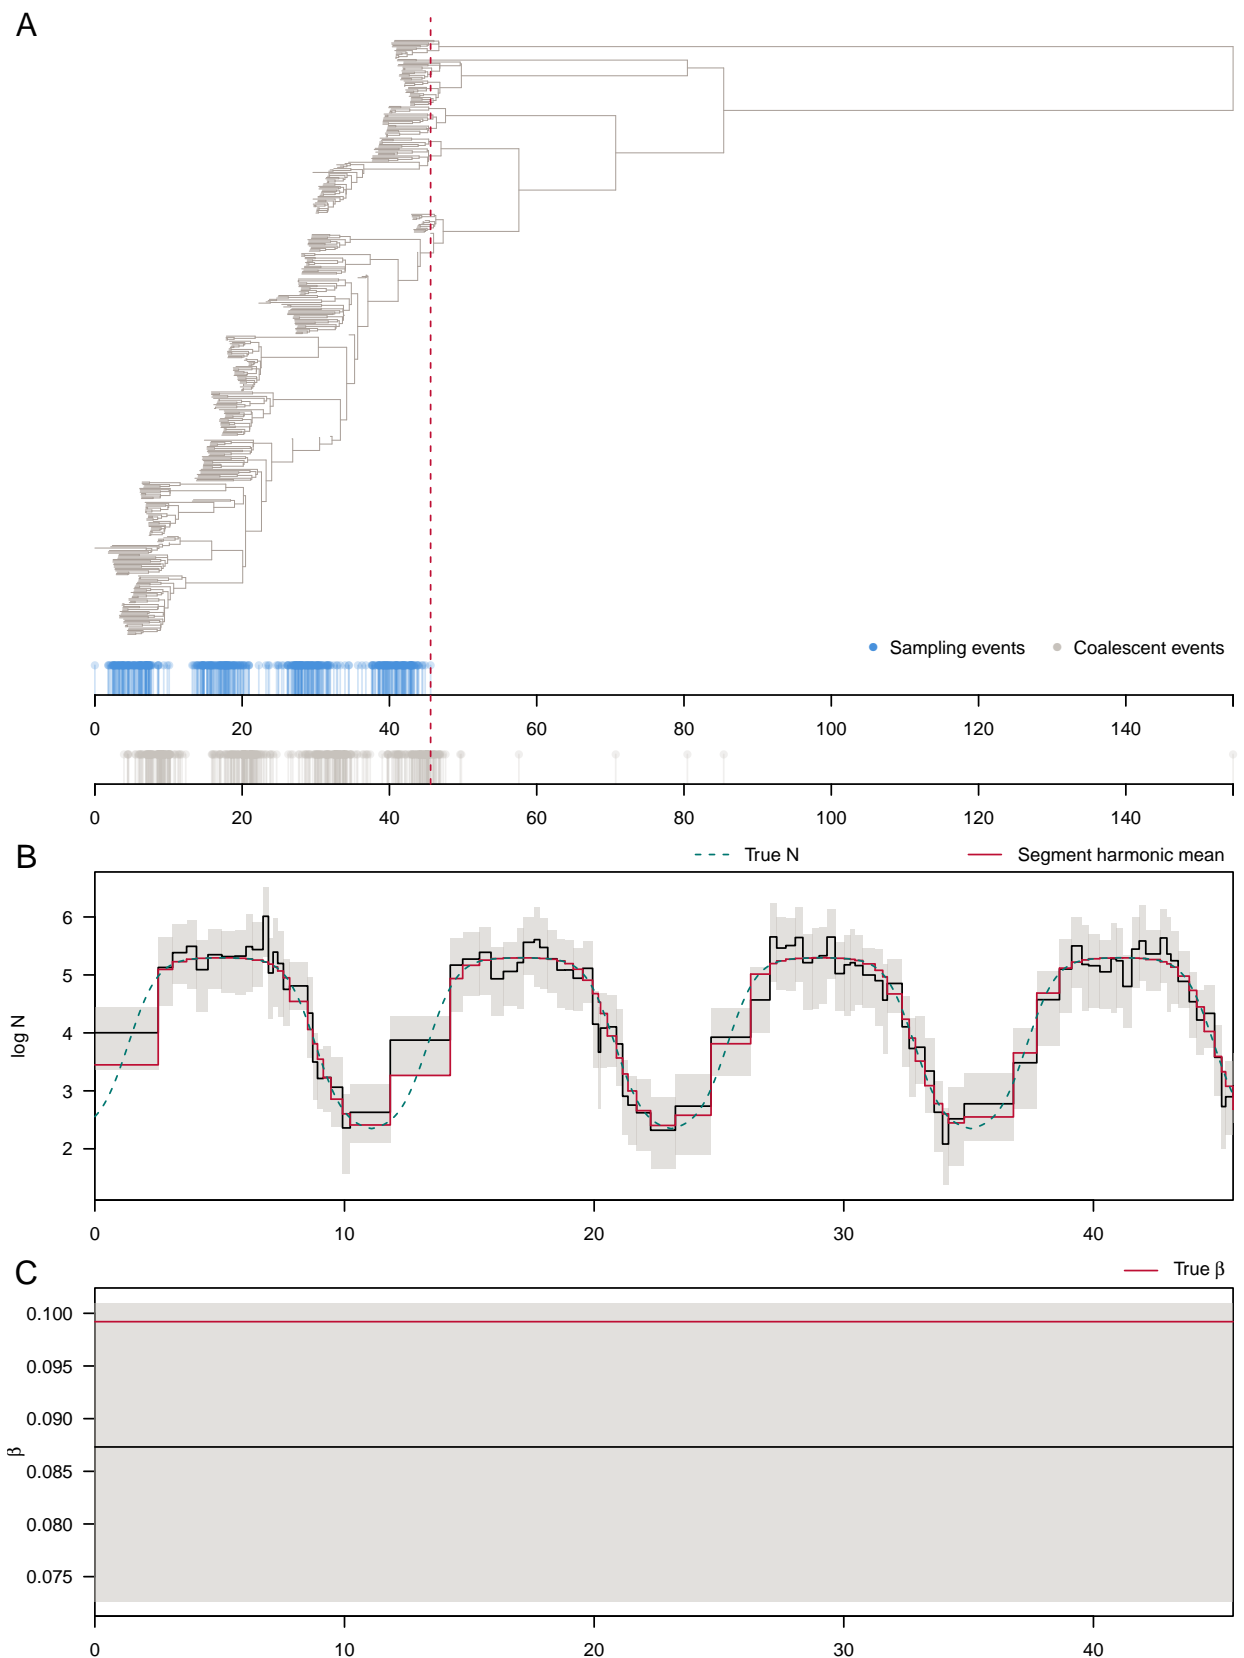 A
Sampling events Coalescent events
0 20 40 60 80 100 120 140
0 20 40 60 80 100 120 140
B
True N Segment harmonic mean
log N
6
5
4
3
2
0 10 20 30 40
C
True β
β
0.100
0.095
0.090
0.085
0.080
0.075
0 10 20 30 40